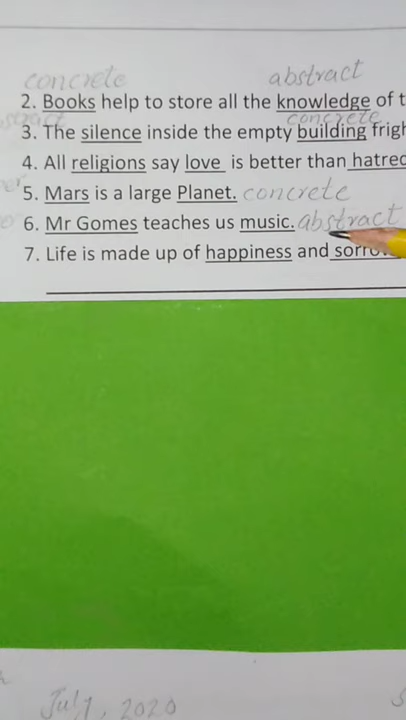 concrete abstract
2. Books help to store all the knowledge of
concrete
3. The silence inside the empty building
4. All religions say love is better than hatred
5. Mars is a large Planet. concrete
6. Mr Gomes teaches us music. abstract
7. Life is made up of happiness and
July, 2020